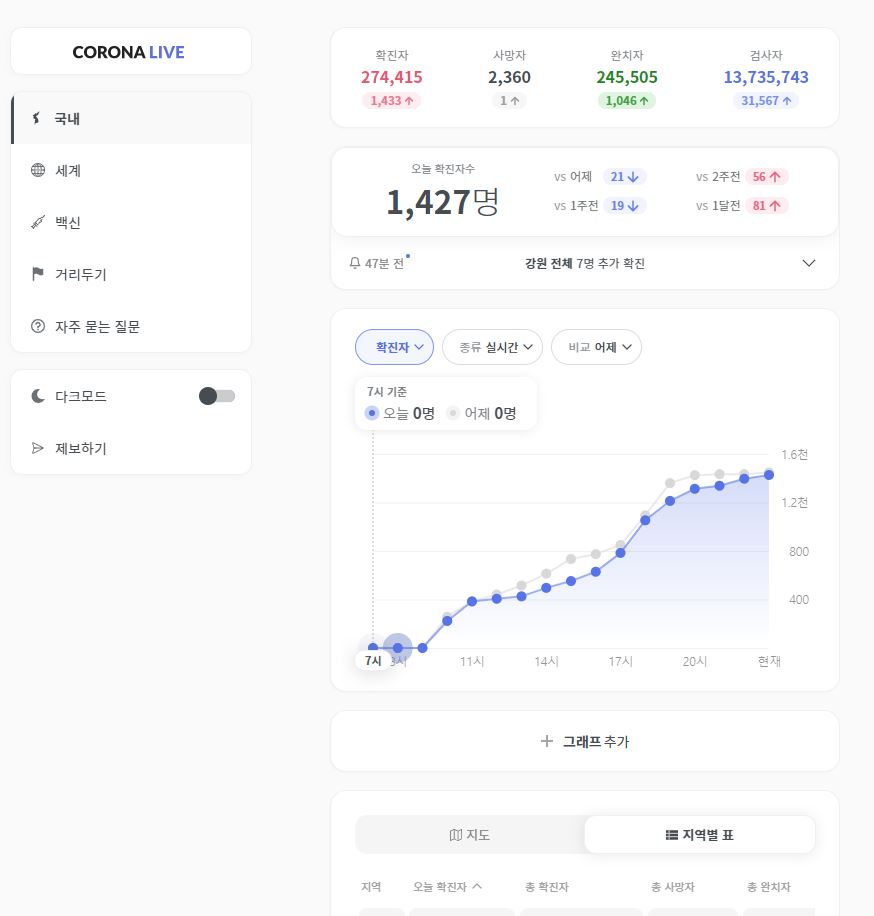 CORONA LIVE
국내
세계
백신
거리두기
자주 묻는 질문
다크모드
제보하기
확진자 사망자 완치자 검사자
274,415 2,360 245,505 13,735,743
1,433 ↑ 1 ↑ 1,046 ↑ 31,567 ↑
오늘 확진자수
1,427명
vs 어제 21 ↓ vs 2주전 56 ↑
vs 1주전 19 ↓ vs 1달전 81 ↑
47분 전 강원 전체 7명 추가 확진
확진자 종류 실시간 비교 어제
7시 기준
오늘 0명 어제 0명
1.6천
1.2천
800
400
7시 8시 11시 14시 17시 20시 현재
+ 그래프 추가
지도 지역별 표
지역 오늘 확진자 총 확진자 총 사망자 총 완치자